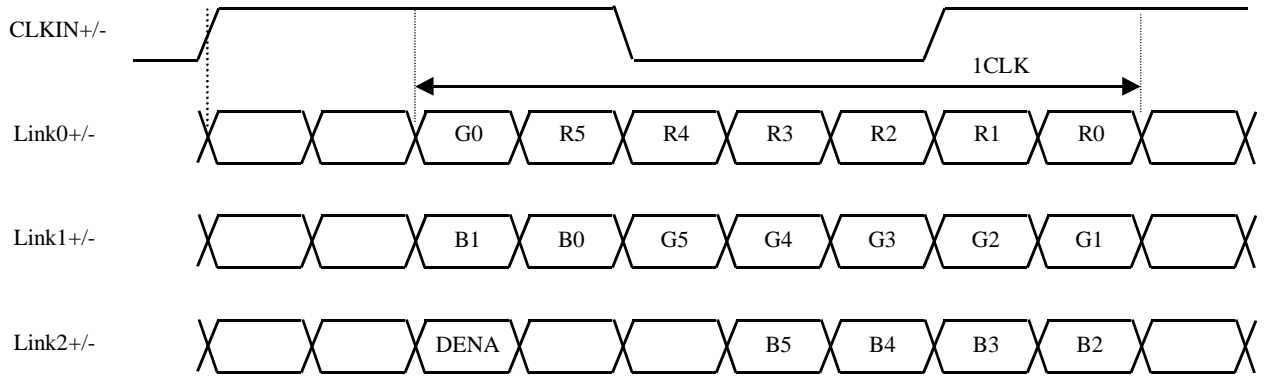 CLKIN+/-
1CLK
Link0+/- G0 R5 R4 R3 R2 R1 R0
Link1+/- B1 B0 G5 G4 G3 G2 G1
Link2+/- DENA B5 B4 B3 B2